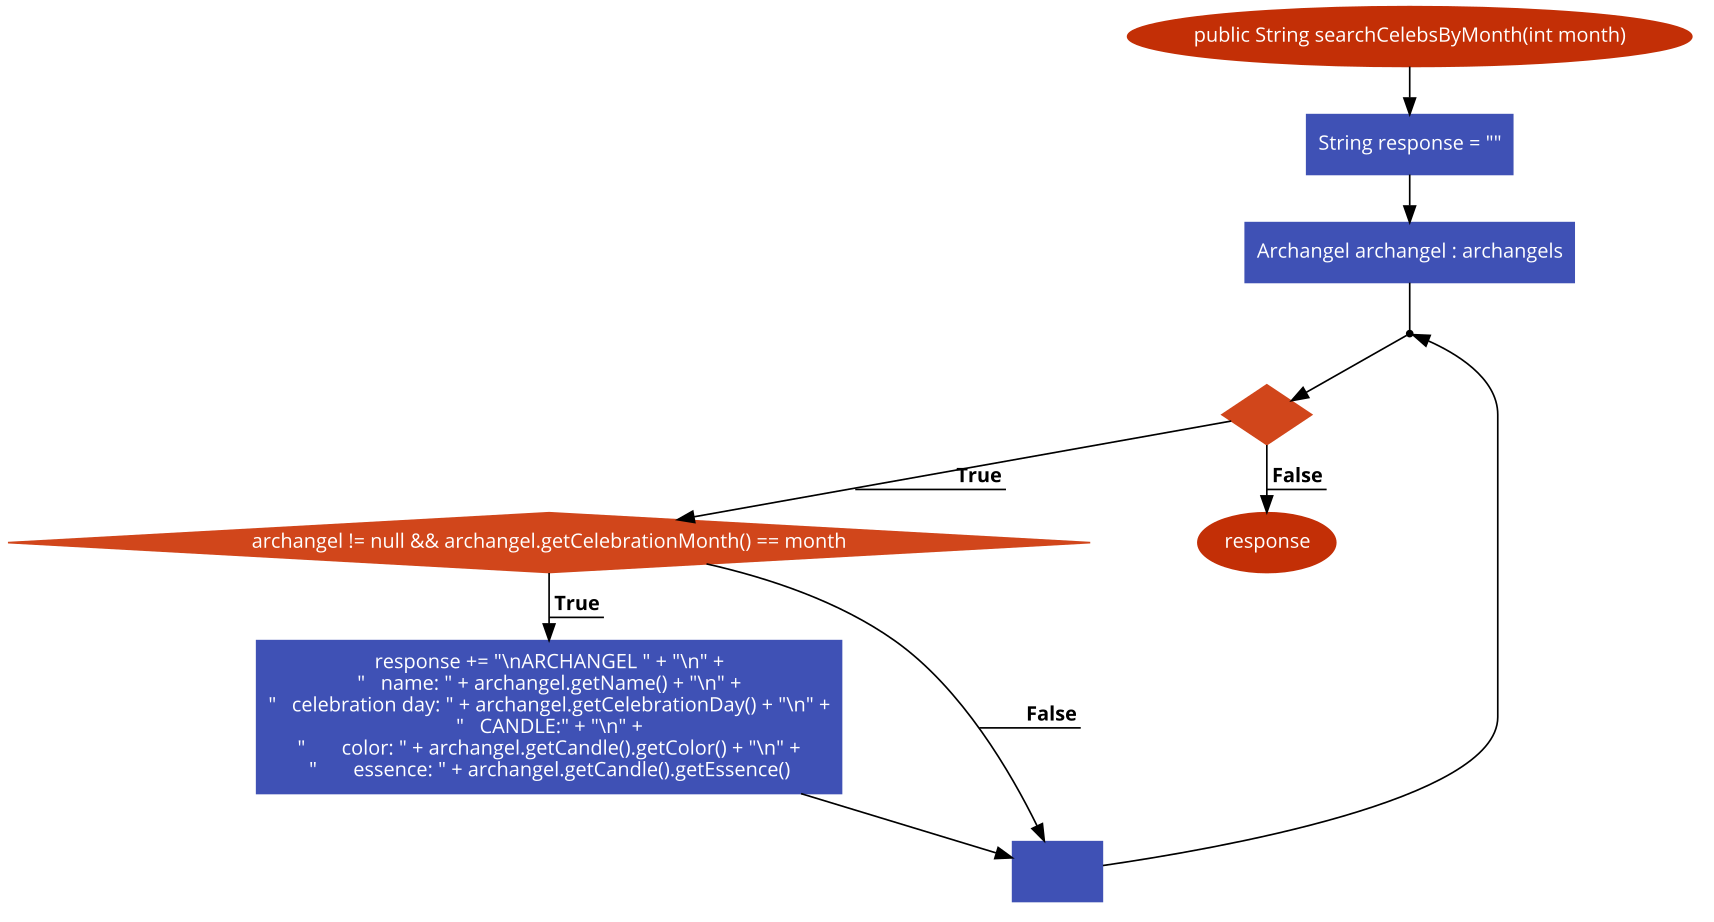 public String searchCelebsByMonth(int month)
String response = ""
Archangel archangel : archangels
True
False
archangel != null && archangel.getCelebrationMonth() == month
response
True
response += "\nARCHANGEL " + "\n" +
"   name: " + archangel.getName() + "\n" +
"   celebration day: " + archangel.getCelebrationDay() + "\n" +
"   CANDLE:" + "\n" +
"       color: " + archangel.getCandle().getColor() + "\n" +
"       essence: " + archangel.getCandle().getEssence()
False